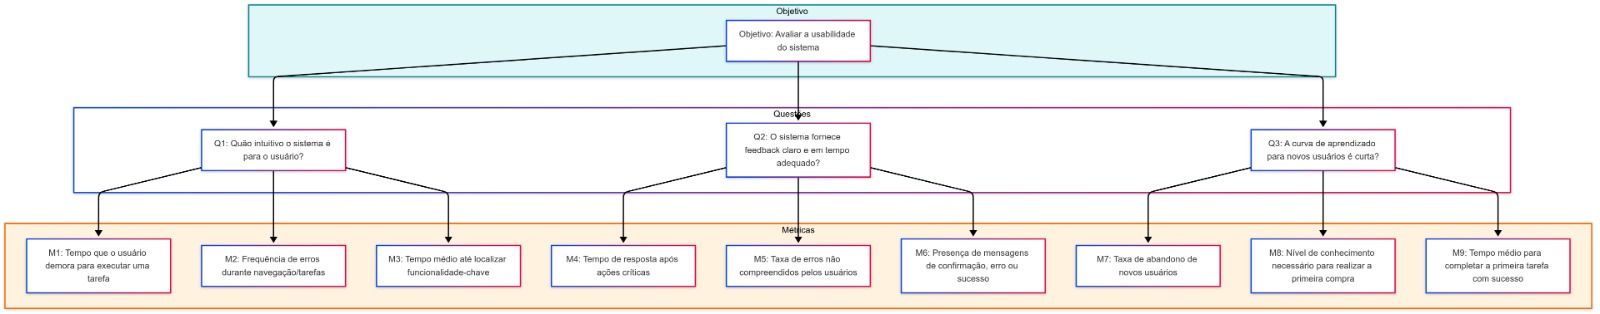 Objetivo
Objetivo: Avaliar a usabilidade
do sistema
Questões
Q1: Quão intuitivo o sistema é
para o usuário?
Q2: O sistema fornece
feedback claro e em tempo
adequado?
Q3: A curva de aprendizado
para novos usuários é curta?
Métricas
M1: Tempo que o usuário
demora para executar uma
tarefa
M2: Frequência de erros
durante navegação/tarefas
M3: Tempo médio até localizar
funcionalidade-chave
M4: Tempo de resposta após
ações críticas
M5: Taxa de erros não
compreendidos pelos usuários
M6: Presença de mensagens
de confirmação, erro ou
sucesso
M7: Taxa de abandono de
novos usuários
M8: Nível de conhecimento
necessário para realizar a
primeira compra
M9: Tempo médio para
completar a primeira tarefa
com sucesso